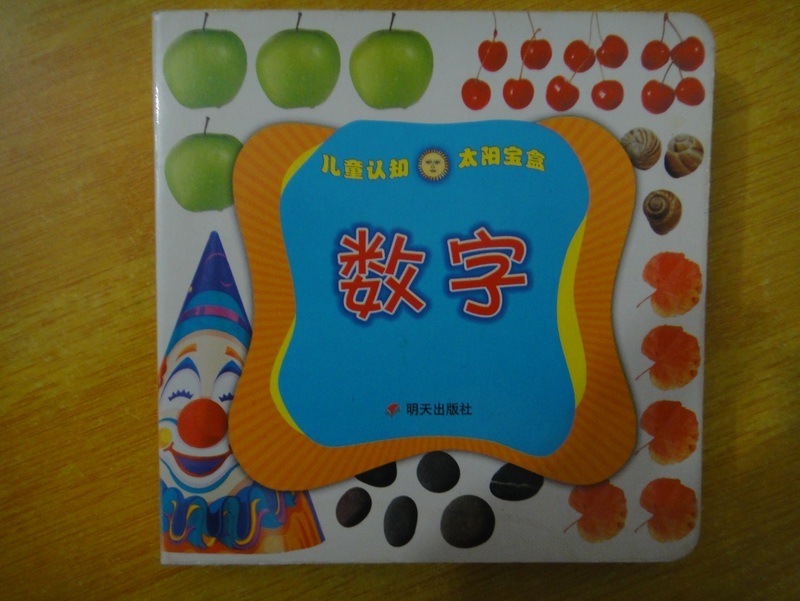 儿童认知 太阳宝盒
数字
明天出版社